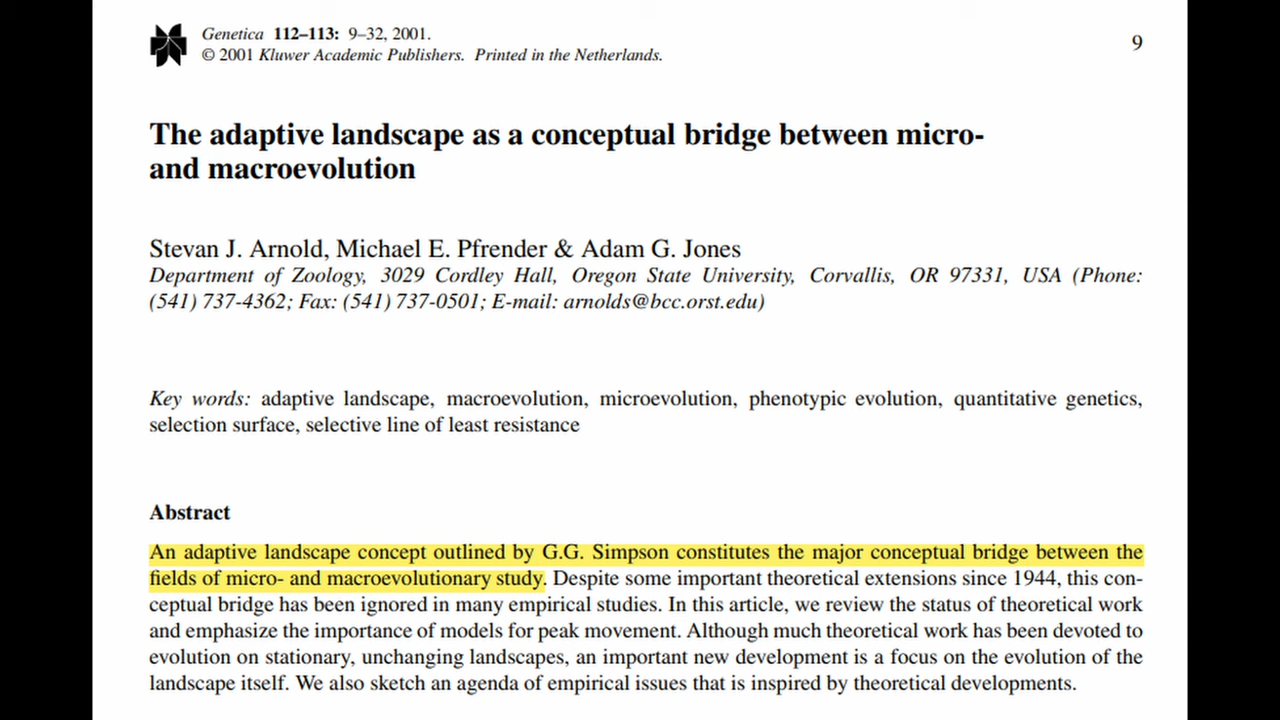 Genetica 112–113: 9–32, 2001.
© 2001 Kluwer Academic Publishers. Printed in the Netherlands.
9
The adaptive landscape as a conceptual bridge between micro-
and macroevolution
Stevan J. Arnold, Michael E. Pfrender & Adam G. Jones
Department of Zoology, 3029 Cordley Hall, Oregon State University, Corvallis, OR 97331, USA (Phone:
(541) 737-4362; Fax: (541) 737-0501; E-mail: arnolds@bcc.orst.edu)
Key words: adaptive landscape, macroevolution, microevolution, phenotypic evolution, quantitative genetics,
selection surface, selective line of least resistance
Abstract
An adaptive landscape concept outlined by G.G. Simpson constitutes the major conceptual bridge between the
fields of micro- and macroevolutionary study. Despite some important theoretical extensions since 1944, this con-
ceptual bridge has been ignored in many empirical studies. In this article, we review the status of theoretical work
and emphasize the importance of models for peak movement. Although much theoretical work has been devoted to
evolution on stationary, unchanging landscapes, an important new development is a focus on the evolution of the
landscape itself. We also sketch an agenda of empirical issues that is inspired by theoretical developments.